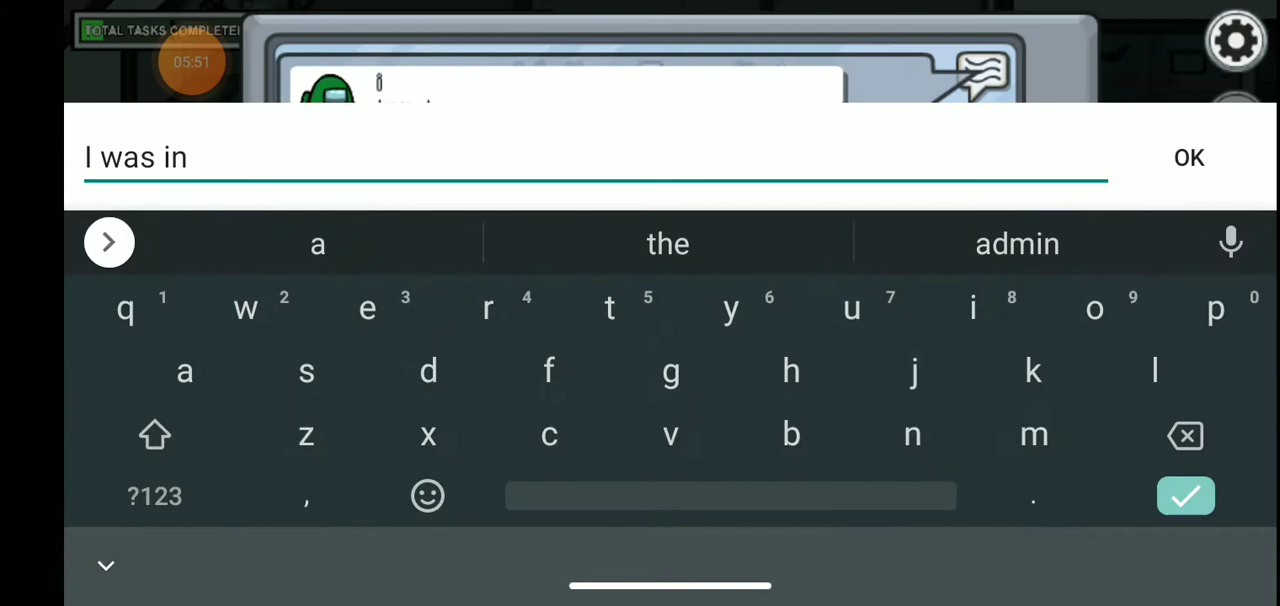 TOTAL TASKS COMPLETE
05:51
I was in
OK
a the admin
q 1 w 2 e 3 r 4 t 5 y 6 u 7 i 8 o 9 p 0
a s d f g h j k l
z x c v b n m
?123 , .